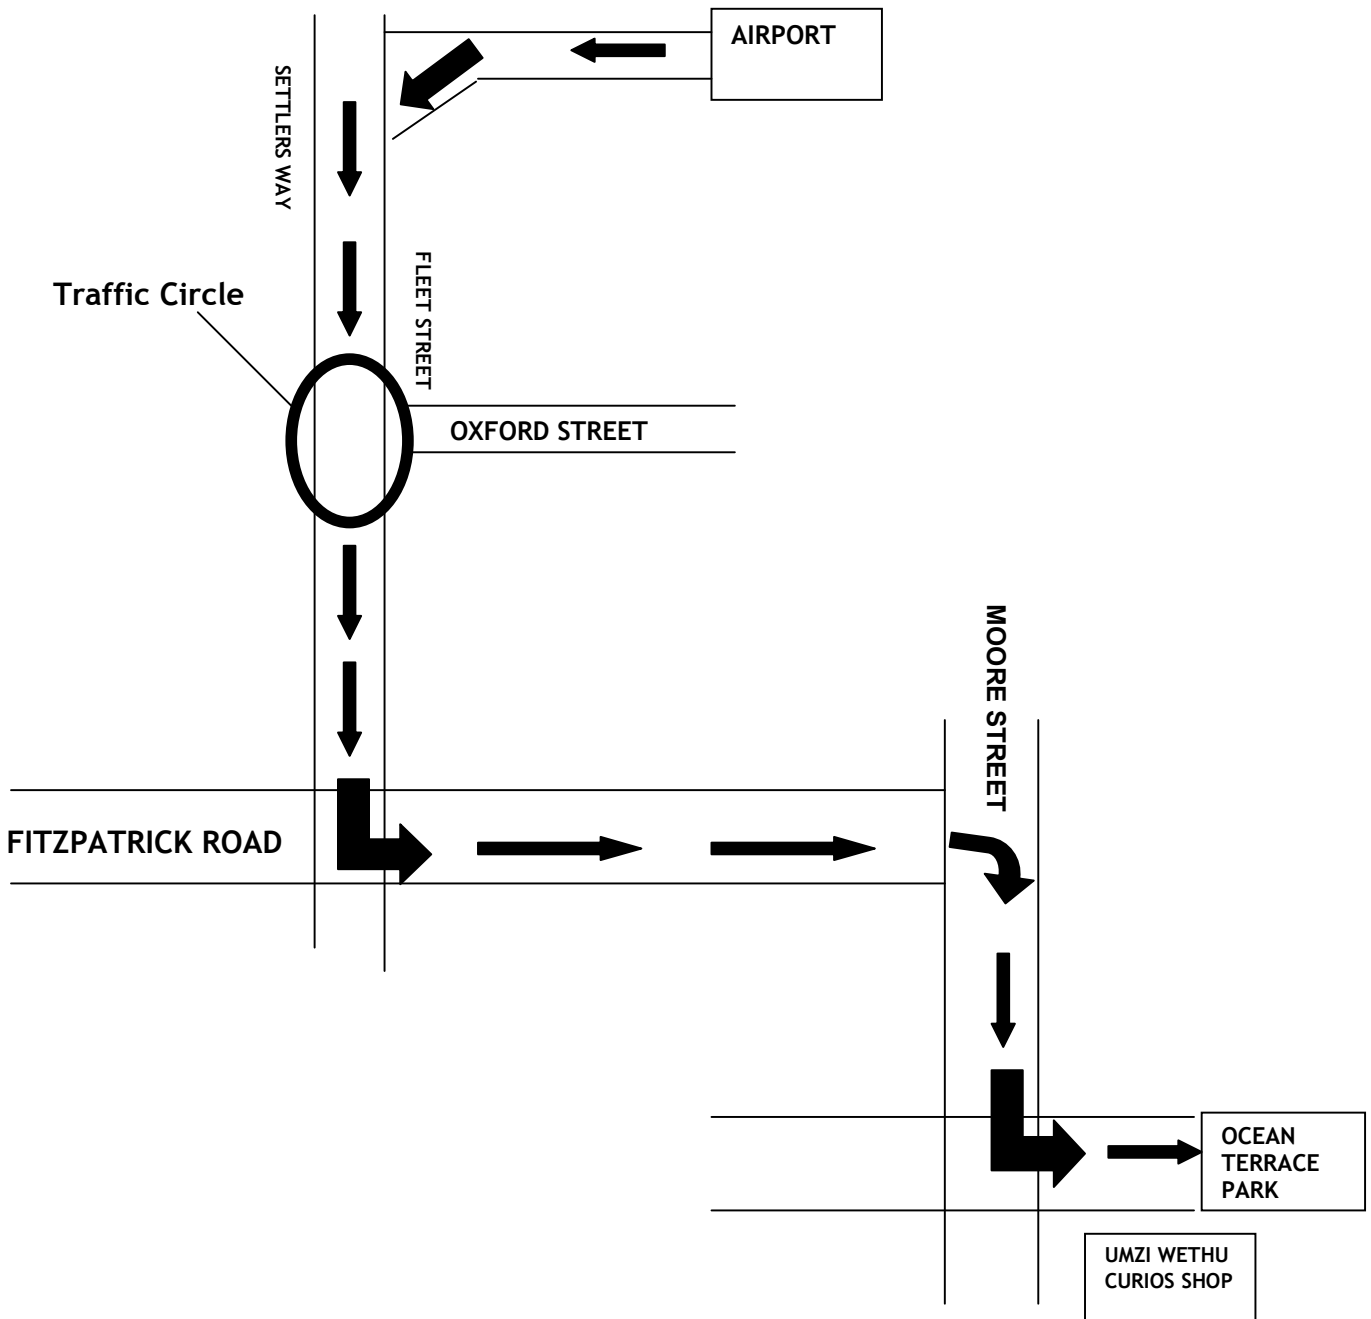 AIRPORT
SETTLERS WAY
FLEET STREET
Traffic Circle
OXFORD STREET
MOORE STREET
FITZPATRICK ROAD
OCEAN
TERRACE
PARK
UMZI WETHU
CURIOS SHOP